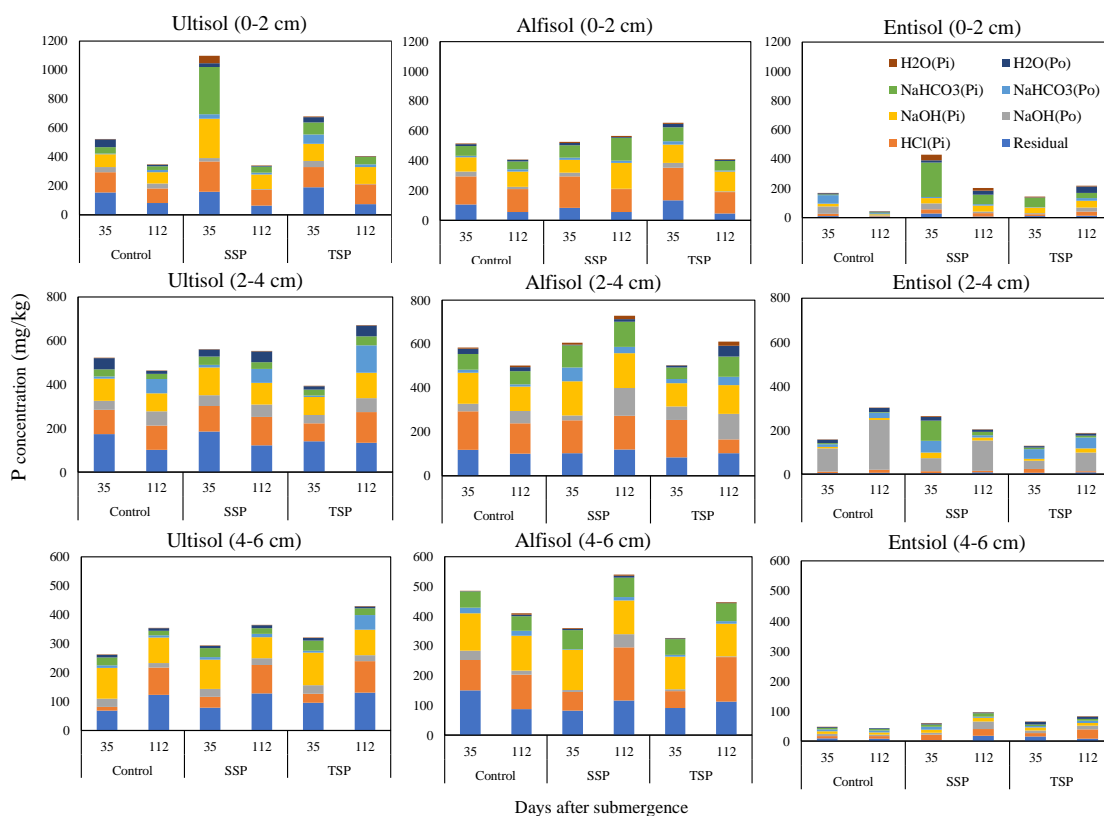 Ultisol (0-2 cm)
1200
1000
800
600
400
200
0
35 112 35 112 35 112
Control SSP TSP
Alfisol (0-2 cm)
1200
1000
800
600
400
200
0
35 112 35 112 35 112
Control SSP TSP
Entisol (0-2 cm)
1200
1000
800
600
400
200
0
H2O(Pi) H2O(Po)
NaHCO3(Pi) NaHCO3(Po)
NaOH(Pi) NaOH(Po)
HCl(Pi) Residual
35 112 35 112 35 112
Control SSP TSP
P concentration (mg/kg)
Ultisol (2-4 cm)
800
600
400
200
0
35 112 35 112 35 112
Control SSP TSP
Alfisol (2-4 cm)
800
600
400
200
0
35 112 35 112 35 112
Control SSP TSP
Entisol (2-4 cm)
800
600
400
200
0
35 112 35 112 35 112
Control SSP TSP
Ultisol (4-6 cm)
600
500
400
300
200
100
0
35 112 35 112 35 112
Control SSP TSP
Alfisol (4-6 cm)
600
500
400
300
200
100
0
35 112 35 112 35 112
Control SSP TSP
Entsiol (4-6 cm)
600
500
400
300
200
100
0
35 112 35 112 35 112
Control SSP TSP
Days after submergence